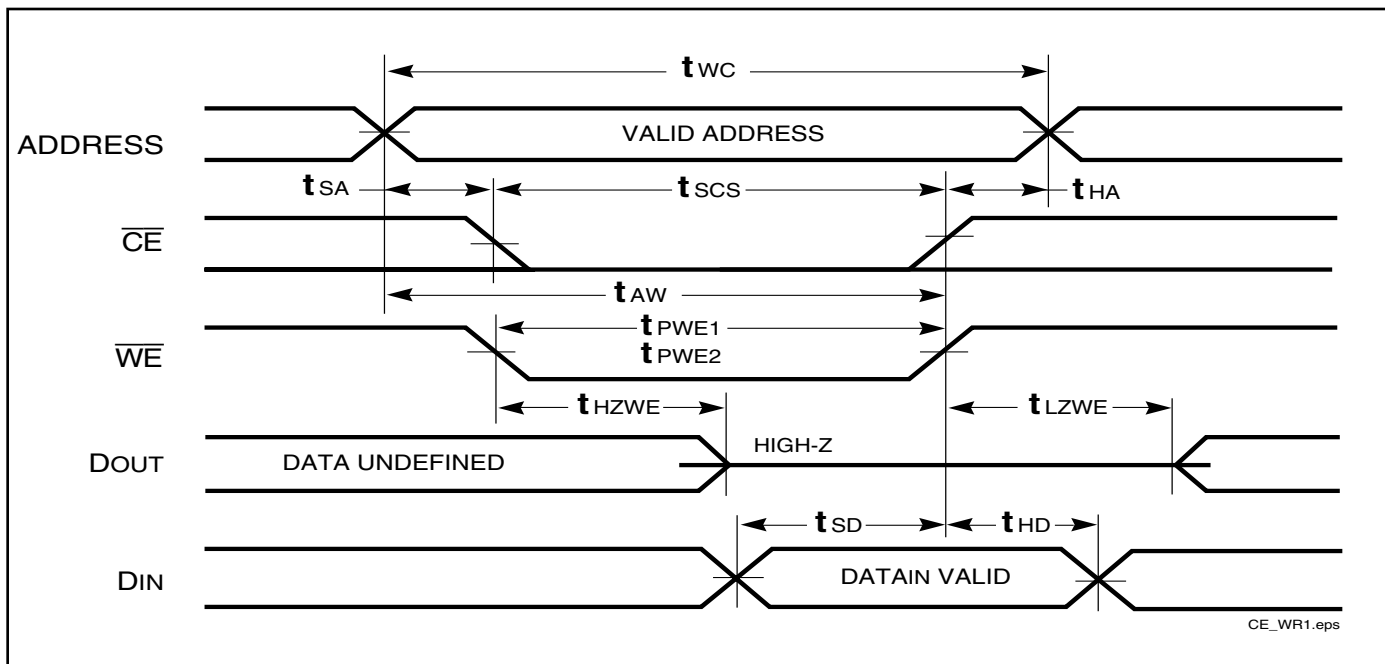 tWC
ADDRESS
VALID ADDRESS
tSA
tSCS
tHA
CE
tAW
tPWE1
WE
tPWE2
tHZWE
tLZWE
HIGH-Z
DOUT
DATA UNDEFINED
tSD
tHD
DIN
DATAIN VALID
CE_WR1.eps